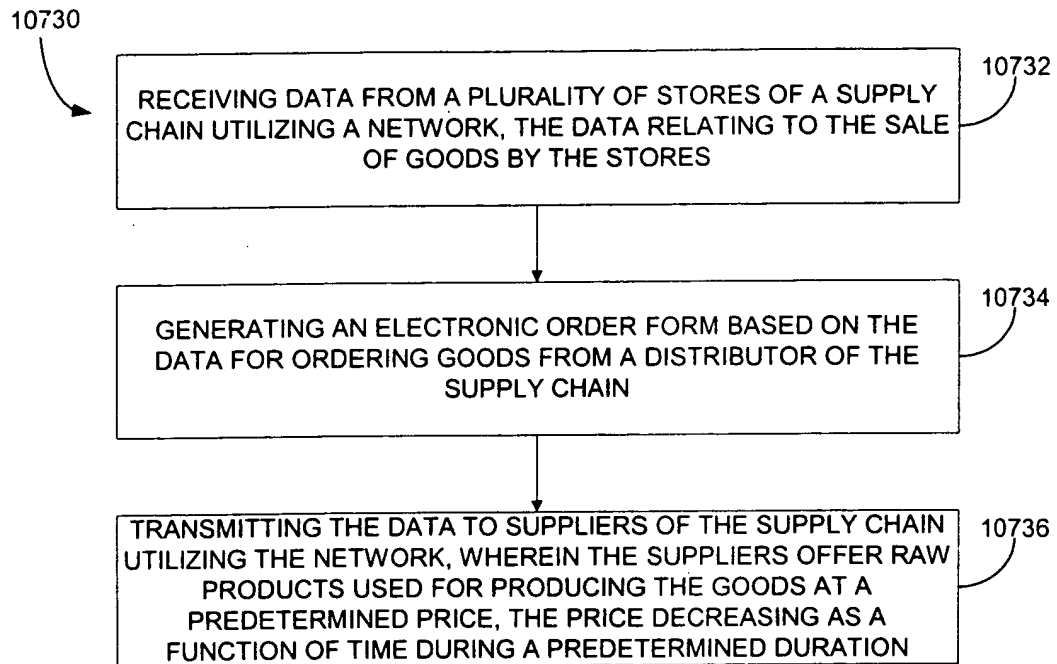 10730
10732
RECEIVING DATA FROM A PLURALITY OF STORES OF A SUPPLY
CHAIN UTILIZING A NETWORK, THE DATA RELATING TO THE SALE
OF GOODS BY THE STORES
10734
GENERATING AN ELECTRONIC ORDER FORM BASED ON THE
DATA FOR ORDERING GOODS FROM A DISTRIBUTOR OF THE
SUPPLY CHAIN
10736
TRANSMITTING THE DATA TO SUPPLIERS OF THE SUPPLY CHAIN
UTILIZING THE NETWORK, WHEREIN THE SUPPLIERS OFFER RAW
PRODUCTS USED FOR PRODUCING THE GOODS AT A
PREDETERMINED PRICE, THE PRICE DECREASING AS A
FUNCTION OF TIME DURING A PREDETERMINED DURATION